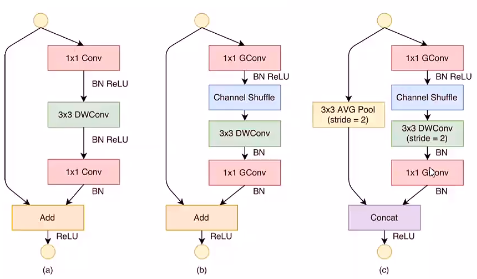 1x1 Conv
BN ReLU
3x3 DWConv
BN ReLU
1x1 Conv
BN
Add
ReLU
(a)
1x1 GConv
BN ReLU
Channel Shuffle
3x3 DWConv
BN
1x1 GConv
BN
Add
ReLU
(b)
1x1 GConv
BN ReLU
Channel Shuffle
3x3 AVG Pool
(stride = 2)
3x3 DWConv
(stride = 2)
BN
1x1 GConv
BN
Concat
ReLU
(c)